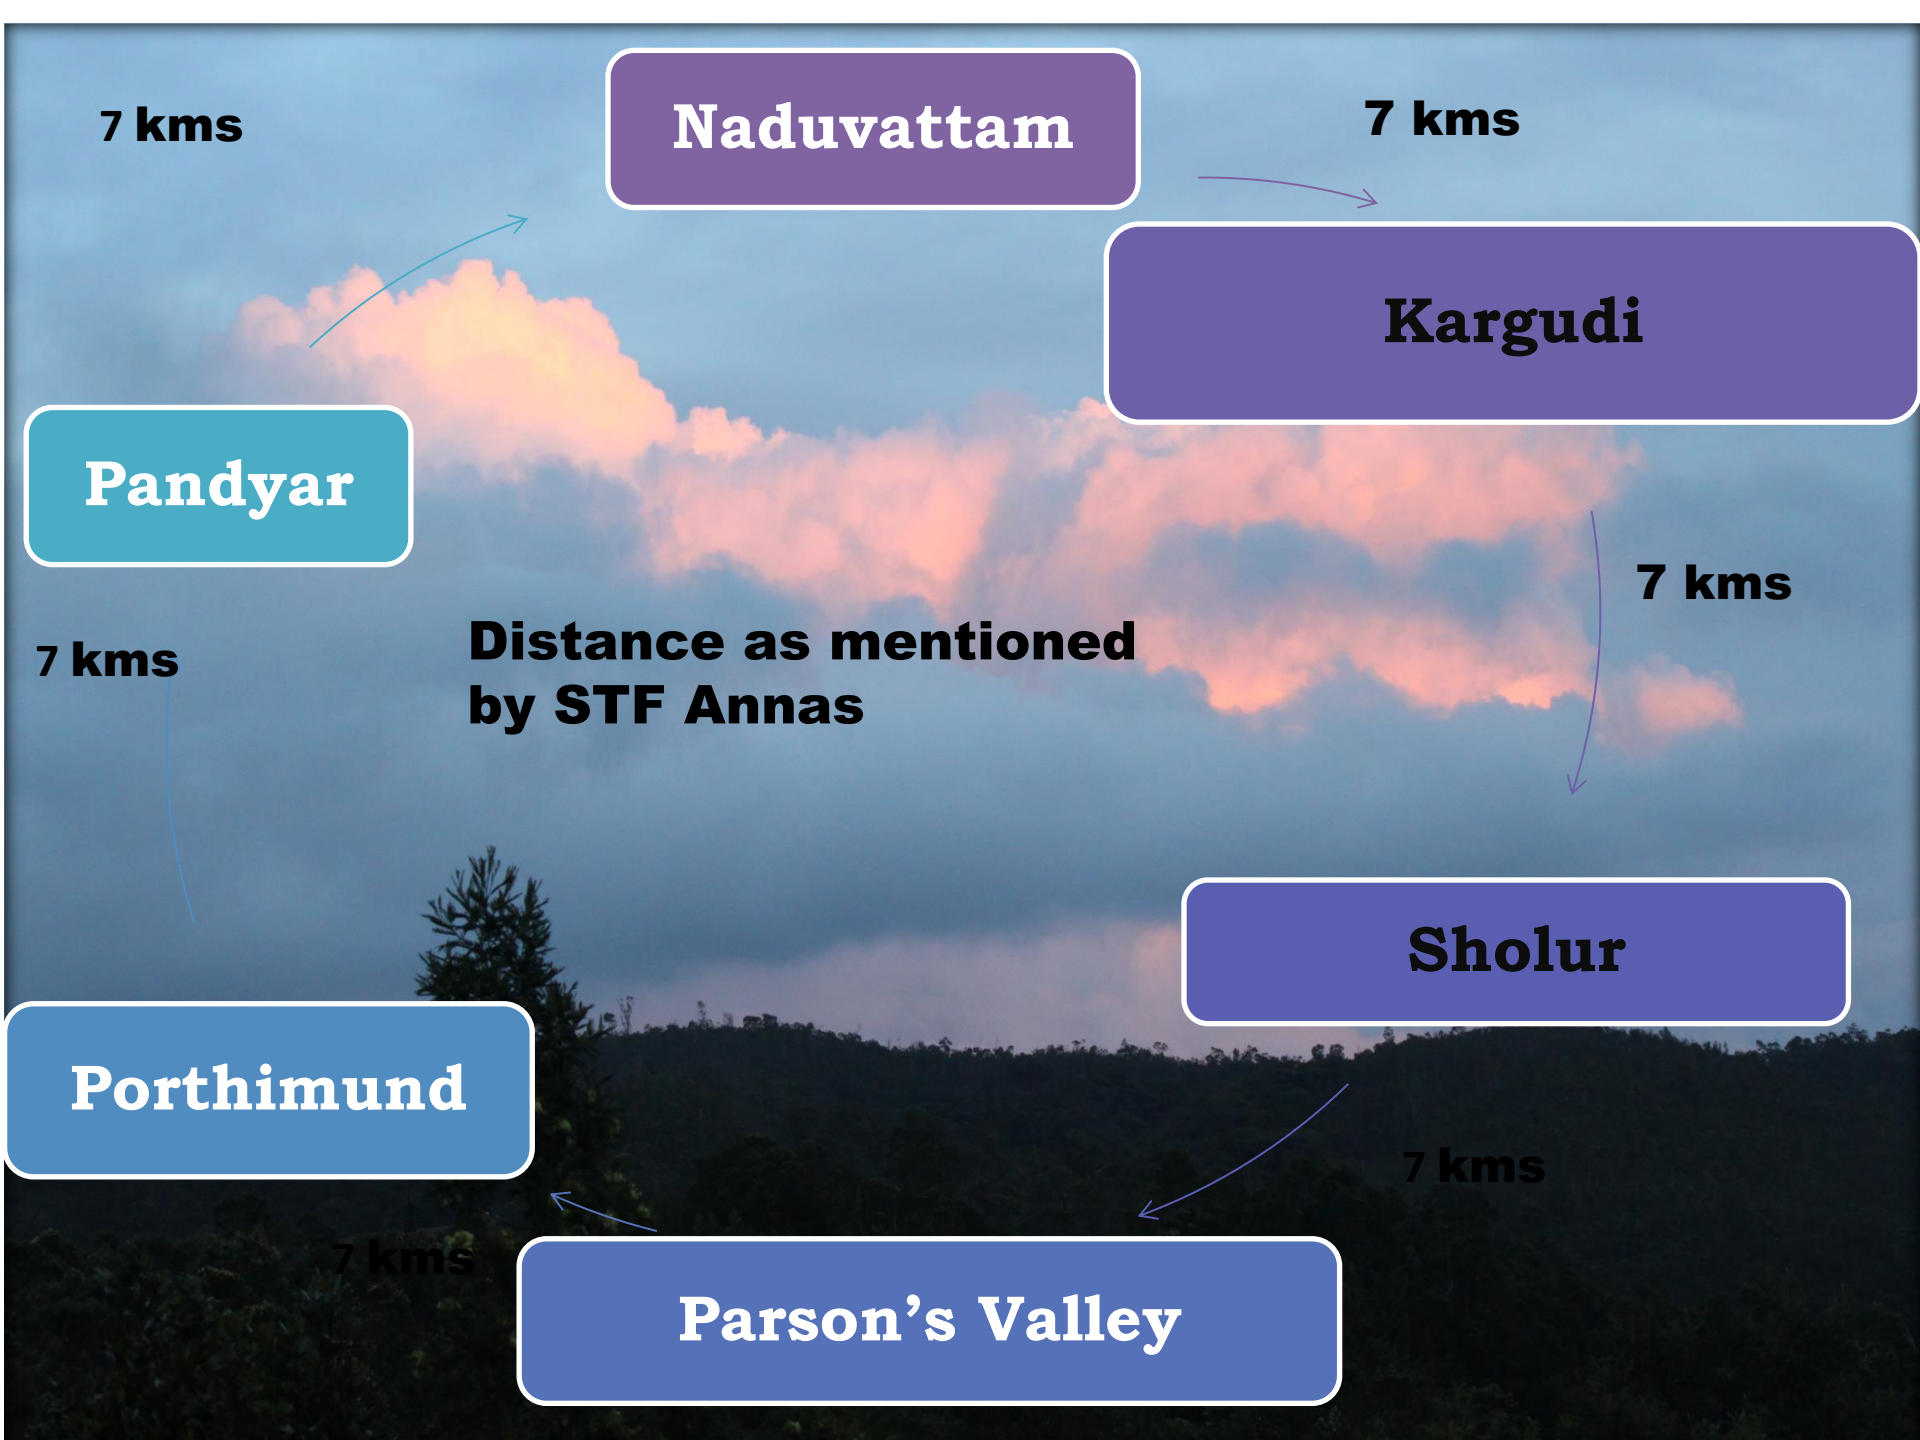 7 kms
Naduvattam
7 kms
Kargudi
Pandyar
7 kms
Distance as mentioned
by STF Annas
7 kms
Sholur
Porthimund
7 kms
7 kms
Parson’s Valley